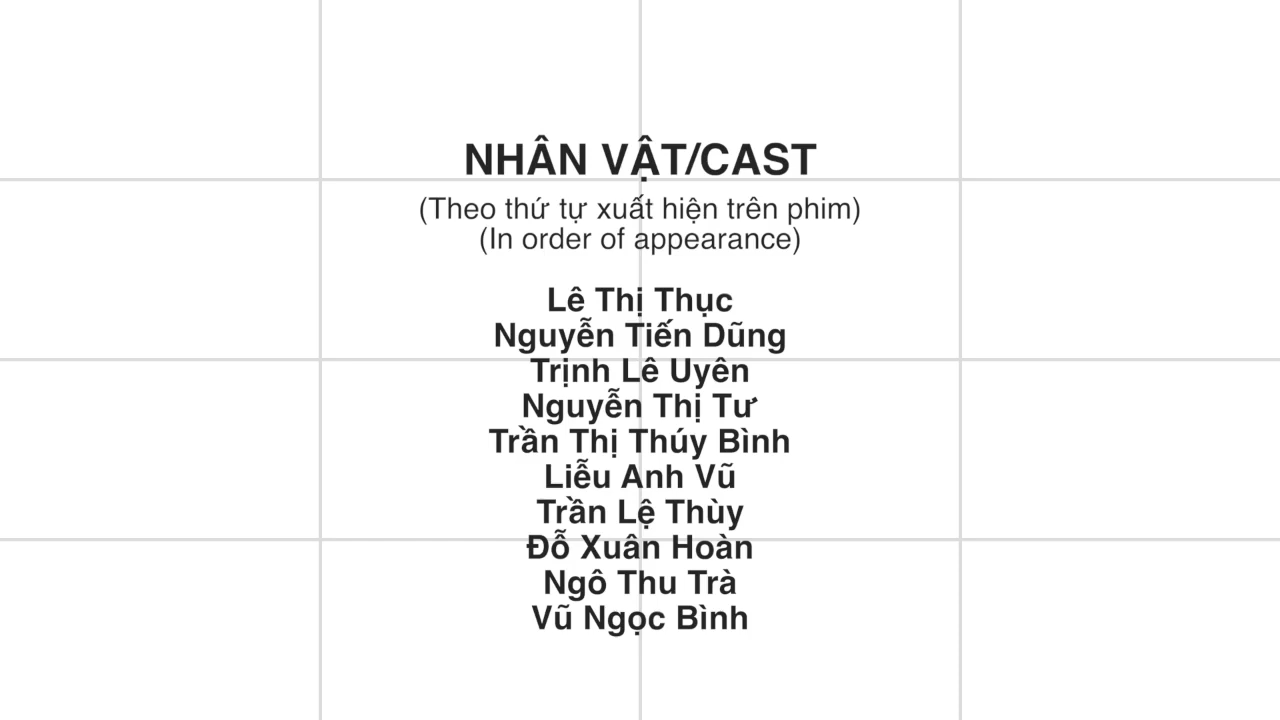 NHÂN VẬT/CAST
(Theo thứ tự xuất hiện trên phim)
(In order of appearance)
Lê Thị Thục
Nguyễn Tiến Dũng
Trịnh Lê Uyên
Nguyễn Thị Tư
Trần Thị Thúy Bình
Liễu Anh Vũ
Trần Lệ Thùy
Đỗ Xuân Hoàn
Ngô Thu Trà
Vũ Ngọc Bình